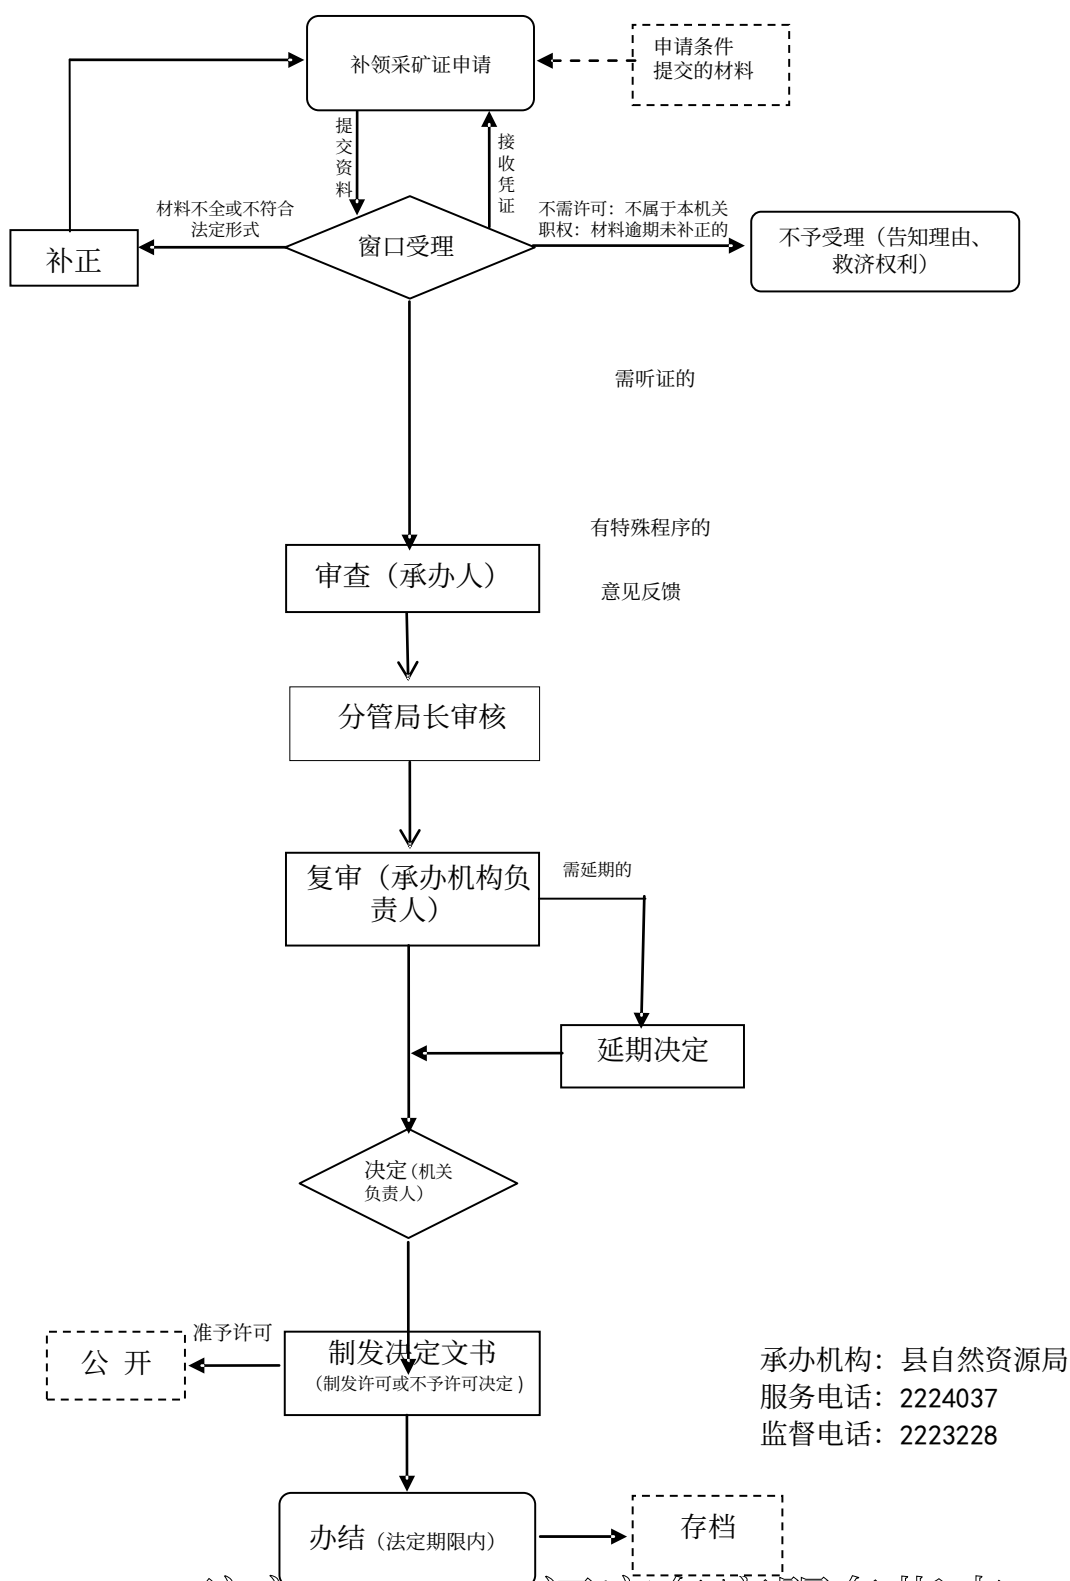 补领采矿证申请
申请条件
提交的材料
提交资料
接收凭证
材料不全或不符合
法定形式
不需许可：不属于本机关
职权：材料逾期未补正的
补正
窗口受理
不予受理（告知理由、
救济权利）
需听证的
有特殊程序的
审查（承办人）
意见反馈
分管局长审核
复审（承办机构负
责人）
需延期的
延期决定
决定（机关
负责人）
准予许可
公 开
制发决定文书
（制发许可或不予许可决定）
承办机构：县自然资源局
服务电话：2224037
监督电话：2223228
办结（法定期限内）
存档